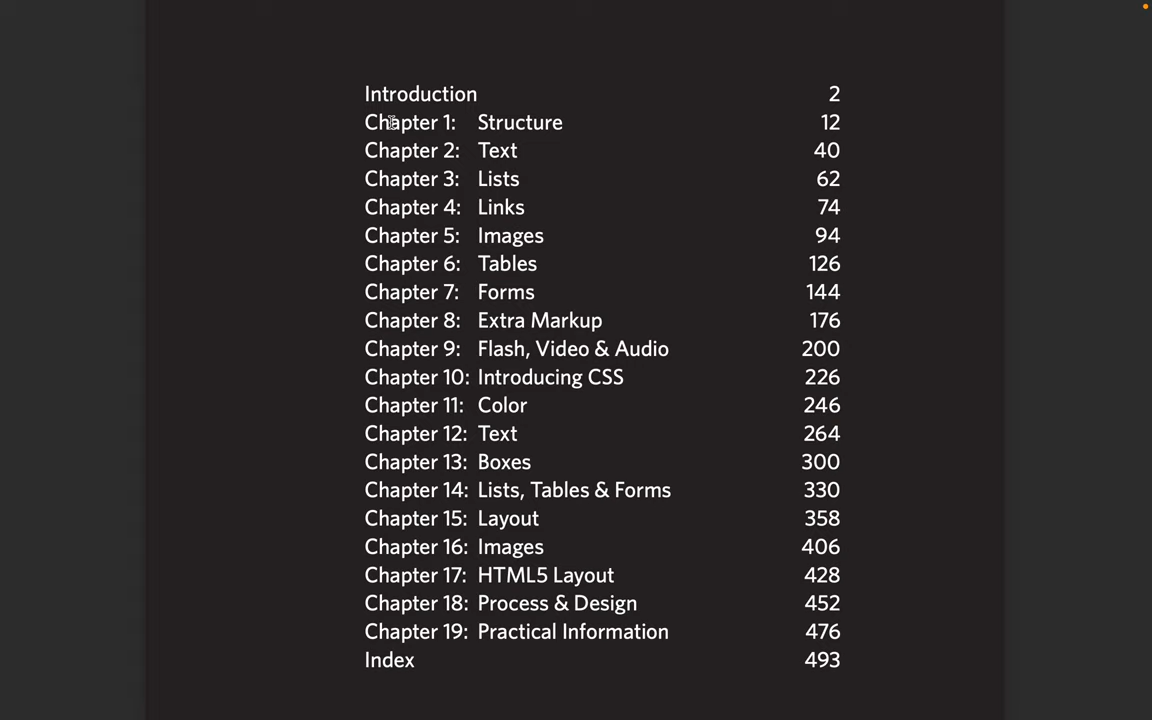 Introduction 2
Chapter 1: Structure 12
Chapter 2: Text 40
Chapter 3: Lists 62
Chapter 4: Links 74
Chapter 5: Images 94
Chapter 6: Tables 126
Chapter 7: Forms 144
Chapter 8: Extra Markup 176
Chapter 9: Flash, Video & Audio 200
Chapter 10: Introducing CSS 226
Chapter 11: Color 246
Chapter 12: Text 264
Chapter 13: Boxes 300
Chapter 14: Lists, Tables & Forms 330
Chapter 15: Layout 358
Chapter 16: Images 406
Chapter 17: HTML5 Layout 428
Chapter 18: Process & Design 452
Chapter 19: Practical Information 476
Index 493